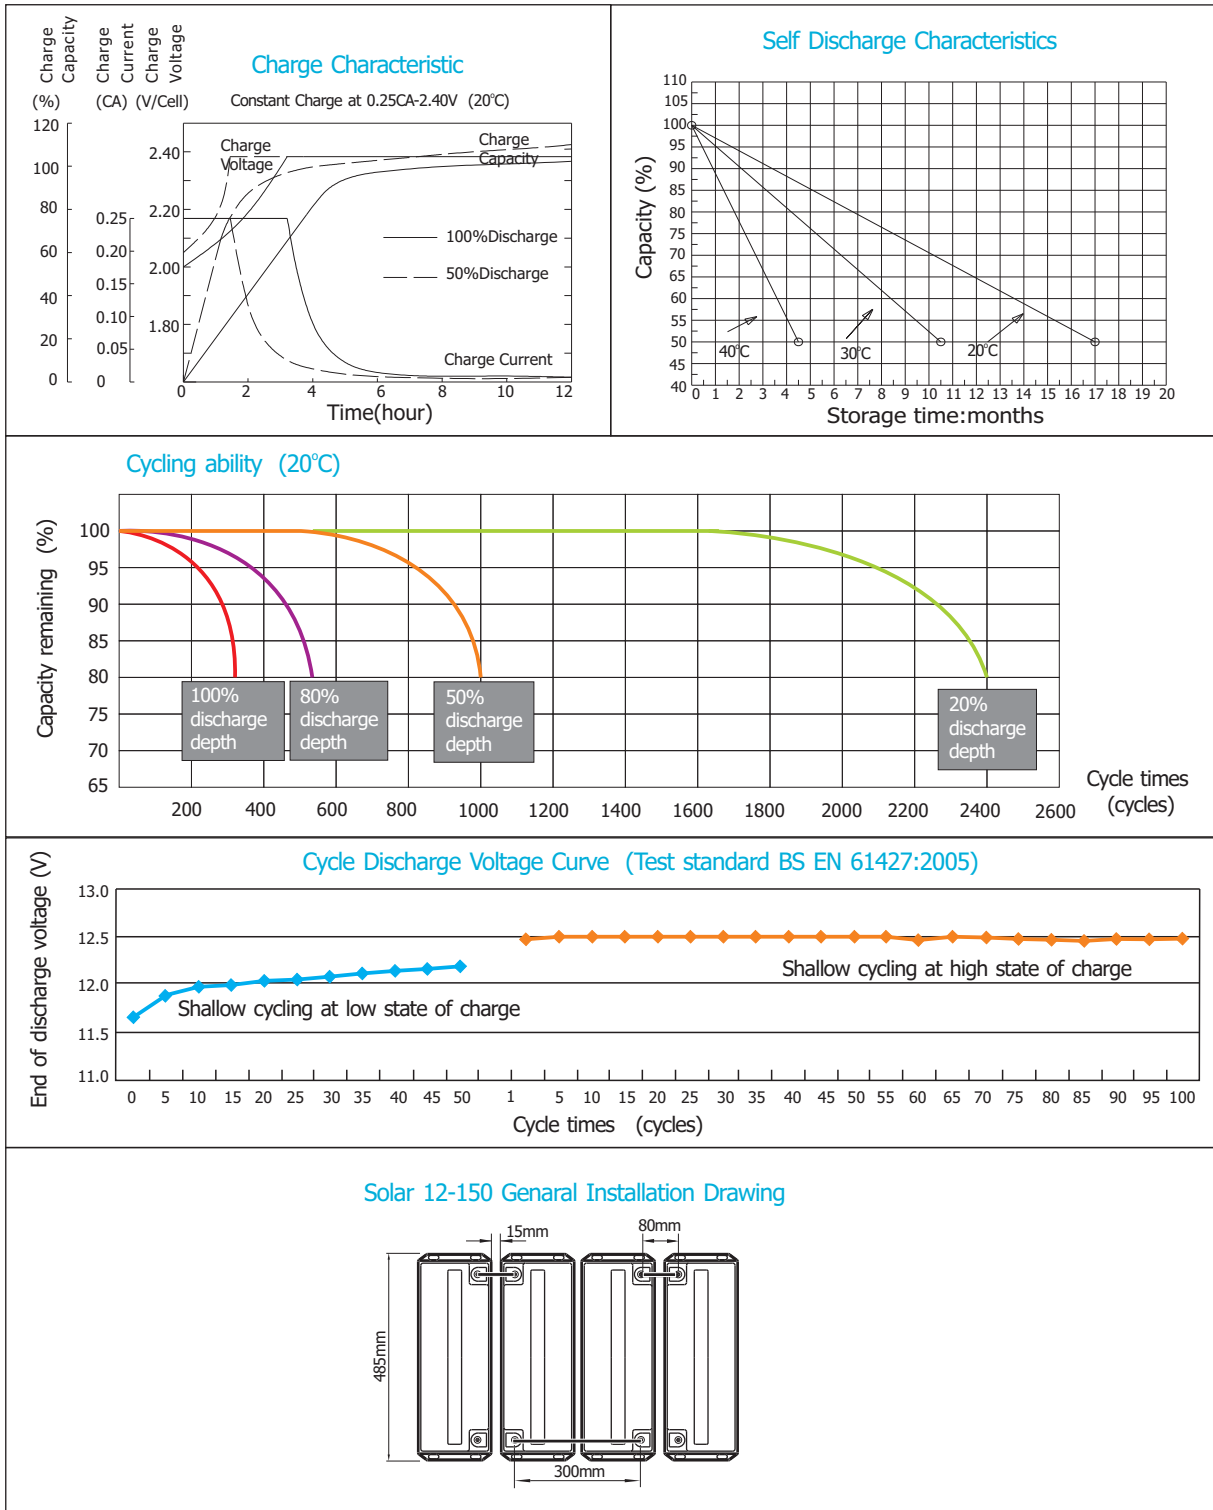 Charge Capacity
Charge Current
Charge Voltage
(%) (CA) (V/Cell)
Charge Characteristic
Constant Charge at 0.25CA-2.40V (20°C)
120
100
80
60
40
20
0
0.25
0.20
0.15
0.10
0.05
0
2.40
2.20
2.00
1.80
Charge
Voltage
Charge
Capacity
100%Discharge
50%Discharge
Charge Current
0 2 4 6 8 10 12
Time(hour)
Self Discharge Characteristics
Capacity (%)
110
105
100
95
90
85
80
75
70
65
60
55
50
45
40
40°C 30°C 20°C
0 1 2 3 4 5 6 7 8 9 10 11 12 13 14 15 16 17 18 19 20
Storage time:months
Cycling ability (20°C)
Capacity remaining (%)
100
95
90
85
80
75
70
65
100%
discharge
depth
80%
discharge
depth
50%
discharge
depth
20%
discharge
depth
200 400 600 800 1000 1200 1400 1600 1800 2000 2200 2400 2600
Cycle times
(cycles)
Cycle Discharge Voltage Curve (Test standard BS EN 61427:2005)
End of discharge voltage (V)
13.0
12.5
12.0
11.5
11.0
Shallow cycling at low state of charge
Shallow cycling at high state of charge
0 5 10 15 20 25 30 35 40 45 50 1 5 10 15 20 25 30 35 40 45 50 55 60 65 70 75 80 85 90 95 100
Cycle times (cycles)
Solar 12-150 Genaral Installation Drawing
15mm
80mm
485mm
300mm